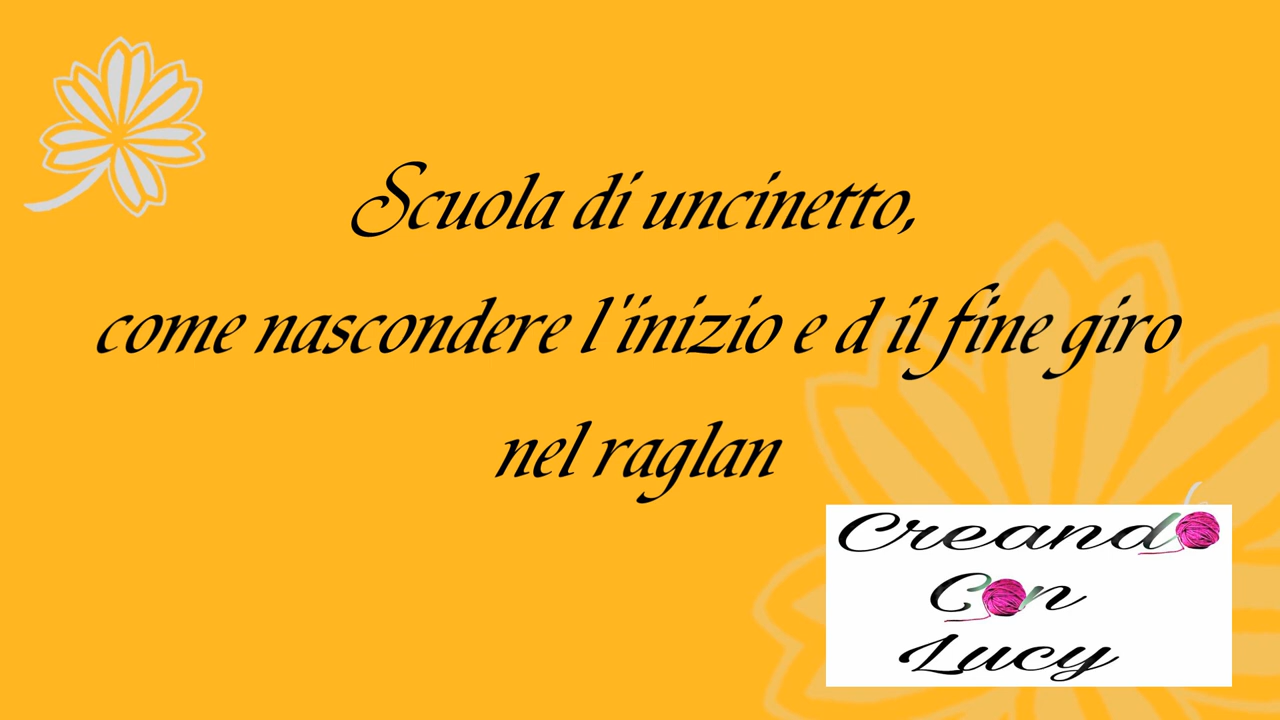 Scuola di uncinetto,
come nascondere l'inizio e d il fine giro
nel raglan
Creando
Con
Lucy